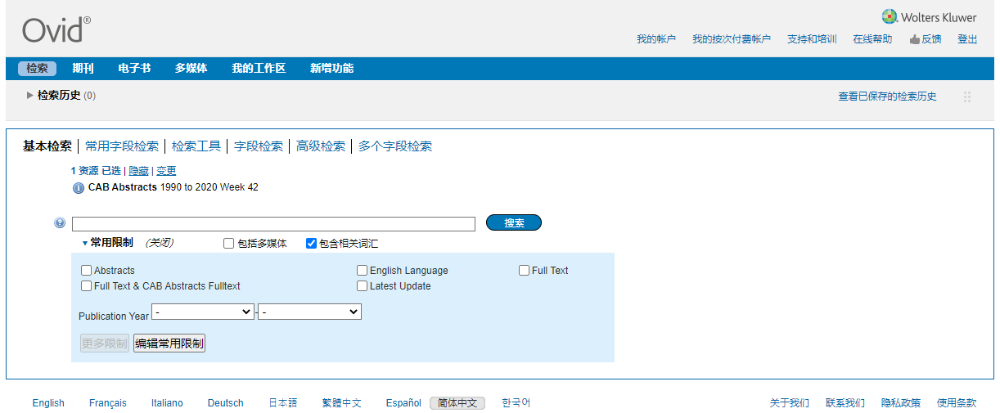 Ovid®
Wolters Kluwer
我的帐户 我的按次付费帐户 支持和培训 在线帮助 反馈 登出
检索 期刊 电子书 多媒体 我的工作区 新增功能
检索历史 (0)
查看已保存的检索历史
基本检索 | 常用字段检索 | 检索工具 | 字段检索 | 高级检索 | 多个字段检索
1 资源 已选 | 隐藏 | 变更
CAB Abstracts 1990 to 2020 Week 42
搜索
常用限制 (关闭) 包括多媒体 包含相关词汇
Abstracts English Language Full Text
Full Text & CAB Abstracts Fulltext Latest Update
Publication Year - - -
更多限制 编辑常用限制
English Français Italiano Deutsch 日本語 繁體中文 Español 简体中文 한국어 关于我们 联系我们 隐私政策 使用条款